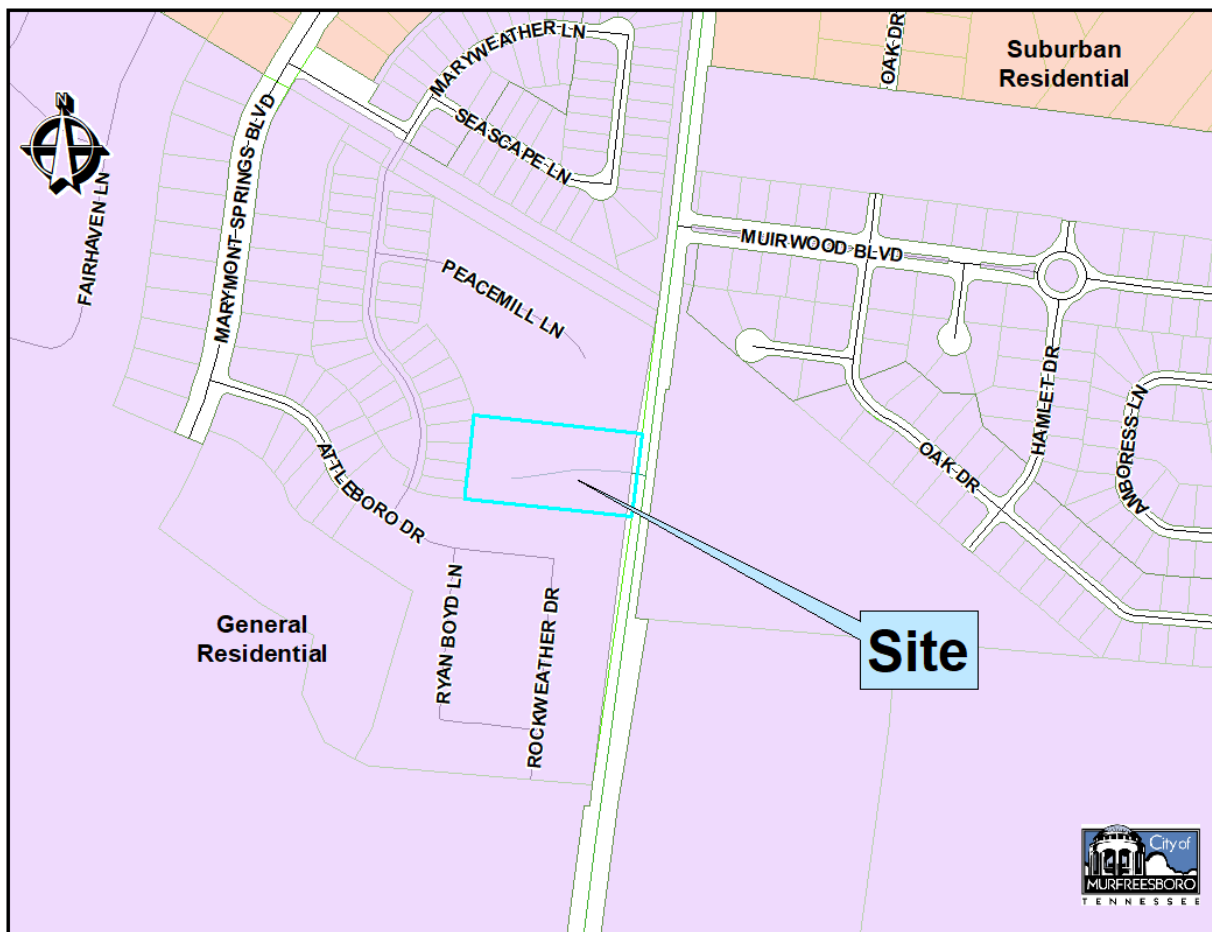 OAK DR
Suburban
Residential
MARYWEATHER LN
N
SEASCAPE LN
MARYMONT SPRINGS BLVD
FAIRHAVEN LN
MUIRWOOD BLVD
PEACEMILL LN
HAMLET DR
AMBORESS LN
OAK DR
ATTLEBORO DR
RYAN BOYD LN
ROCKWEATHER DR
General
Residential
Site
City of
MURFREESBORO
TENNESSEE